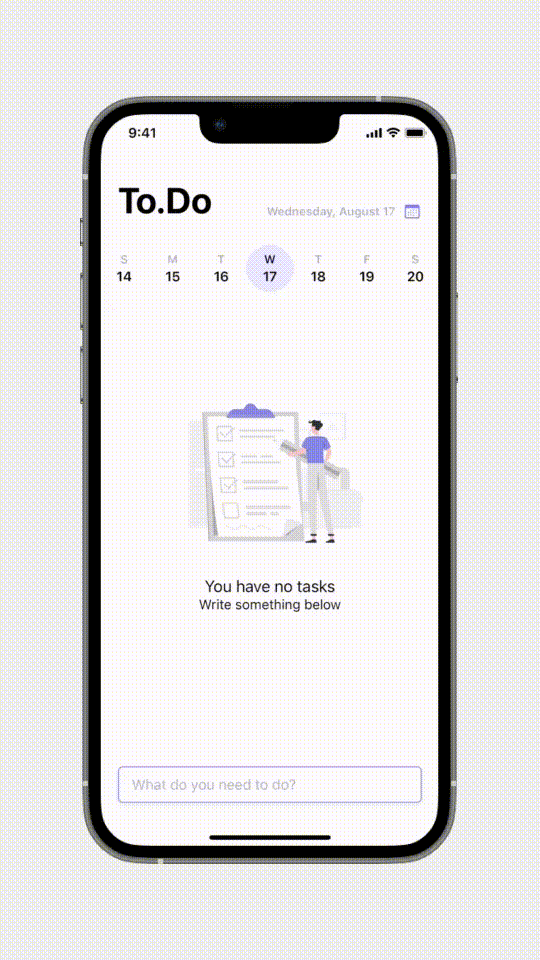 9:41
To.Do
Wednesday, August 17
S M T W T F S
14 15 16 17 18 19 20
You have no tasks
Write something below
What do you need to do?